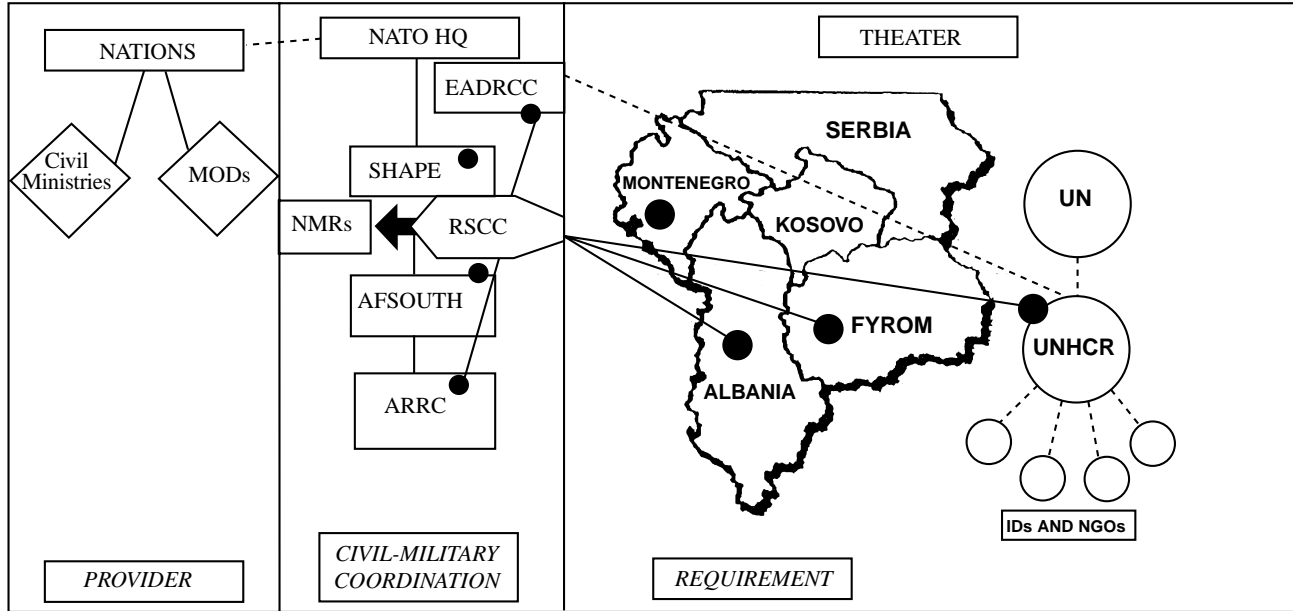 NATIONS
Civil
Ministries
MODs
PROVIDER
NATO HQ
EADRCC
SHAPE
NMRs
RSCC
AFSOUTH
ARRC
CIVIL-MILITARY
COORDINATION
THEATER
SERBIA
MONTENEGRO
KOSOVO
FYROM
ALBANIA
UN
UNHCR
IDs AND NGOs
REQUIREMENT